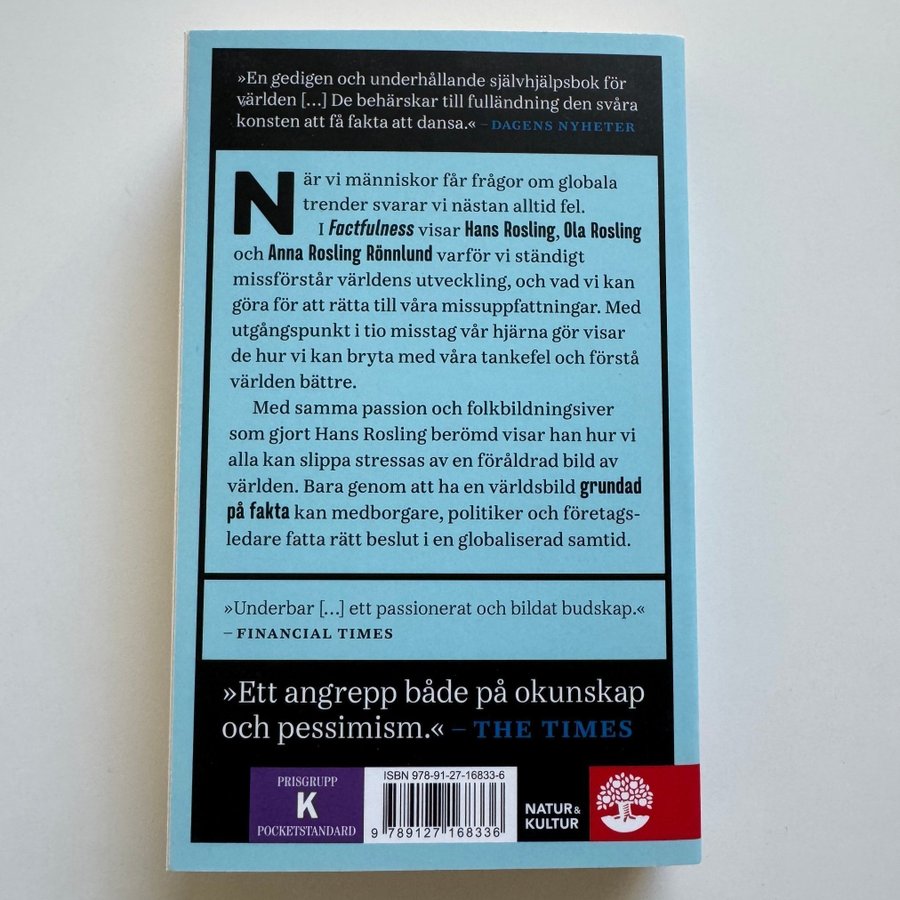 »En gedigen och underhållande självhjälpsbok för
världen [...] De behärskar till fulländning den svåra
konsten att få fakta att dansa.« – DAGENS NYHETER
När vi människor får frågor om globala
trender svarar vi nästan alltid fel.
I Factfulness visar Hans Rosling, Ola Rosling
och Anna Rosling Rönnlund varför vi ständigt
missförstår världens utveckling, och vad vi kan
göra för att rätta till våra missuppfattningar. Med
utgångspunkt i tio misstag vår hjärna gör visar
de hur vi kan bryta med våra tankefel och förstå
världen bättre.
Med samma passion och folkbildningsiver
som gjort Hans Rosling berömd visar han hur vi
alla kan slippa stressas av en föråldrad bild av
världen. Bara genom att ha en världsbild grundad
på fakta kan medborgare, politiker och företags-
ledare fatta rätt beslut i en globaliserad samtid.
»Underbar [...] ett passionerat och bildat budskap.«
– FINANCIAL TIMES
»Ett angrepp både på okunskap
och pessimism.« – THE TIMES
PRISGRUPP
K
POCKETSTANDARD
ISBN 978-91-27-16833-6
9 789127 168336
NATUR &
KULTUR